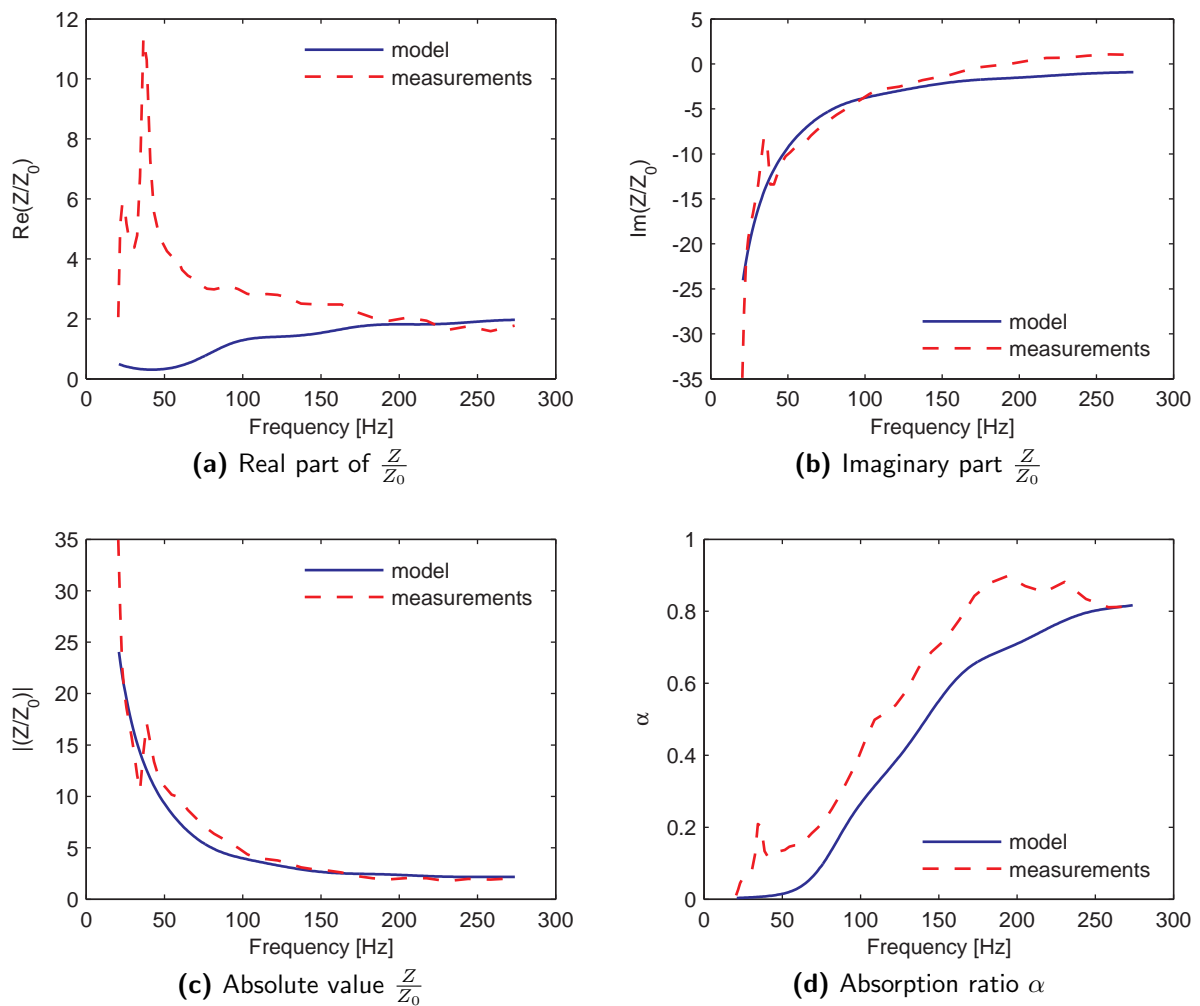 12
10
8
6
4
2
0
Re(Z/Z0)
model
measurements
0 50 100 150 200 250 300
Frequency [Hz]
(a) Real part of Z/Z0
5
0
-5
-10
-15
-20
-25
-30
-35
Im(Z/Z0)
model
measurements
0 50 100 150 200 250 300
Frequency [Hz]
(b) Imaginary part Z/Z0
35
30
25
20
15
10
5
0
|(Z/Z0)|
model
measurements
0 50 100 150 200 250 300
Frequency [Hz]
(c) Absolute value Z/Z0
1
0.8
0.6
0.4
0.2
0
α
model
measurements
0 50 100 150 200 250 300
Frequency [Hz]
(d) Absorption ratio α